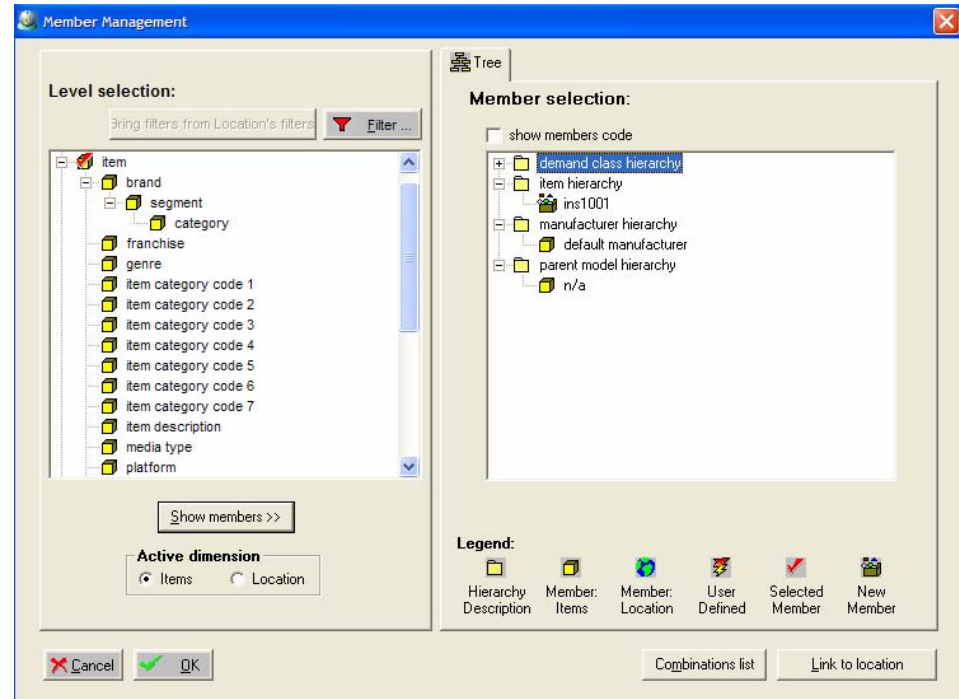 Member Management
Level selection:
Bring filters from Location's filters
Filter ...
item
brand
segment
category
franchise
genre
item category code 1
item category code 2
item category code 3
item category code 4
item category code 5
item category code 6
item category code 7
item description
media type
platform
Show members >>
Active dimension
Items Location
Tree
Member selection:
show members code
demand class hierarchy
item hierarchy
ins1001
manufacturer hierarchy
default manufacturer
parent model hierarchy
n/a
Legend:
Hierarchy Description
Member: Items
Member: Location
User Defined
Selected Member
New Member
Cancel
OK
Combinations list
Link to location